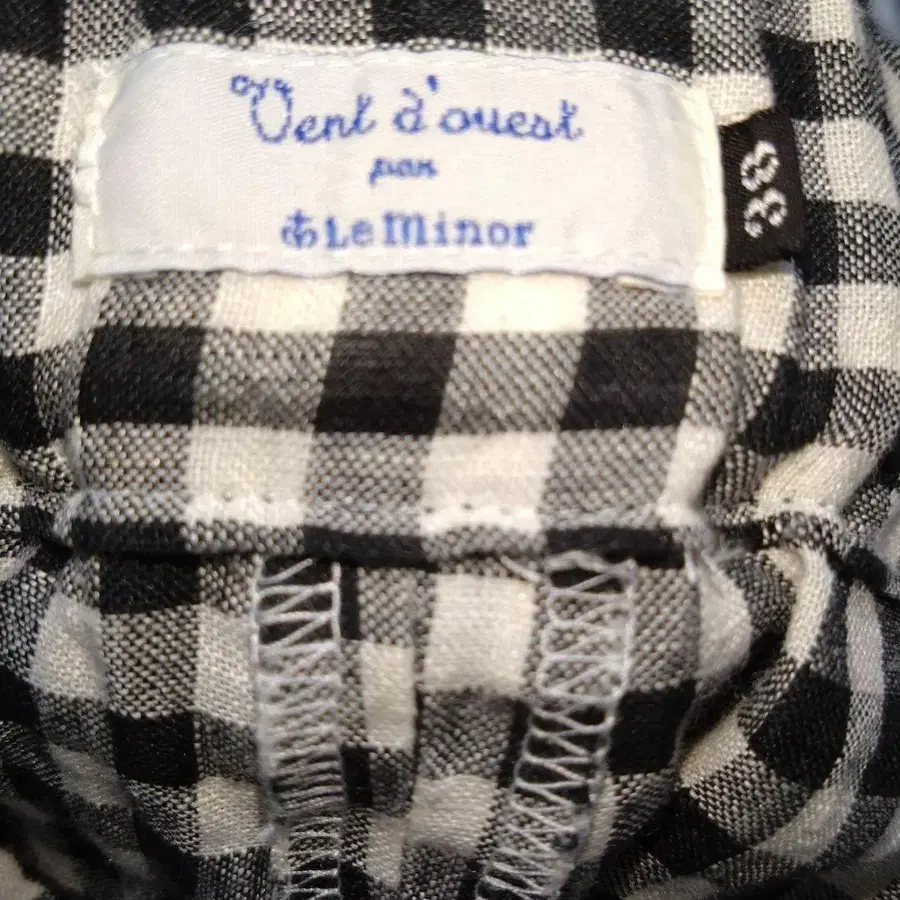 Vent d'ouest
par
Le Minor
38